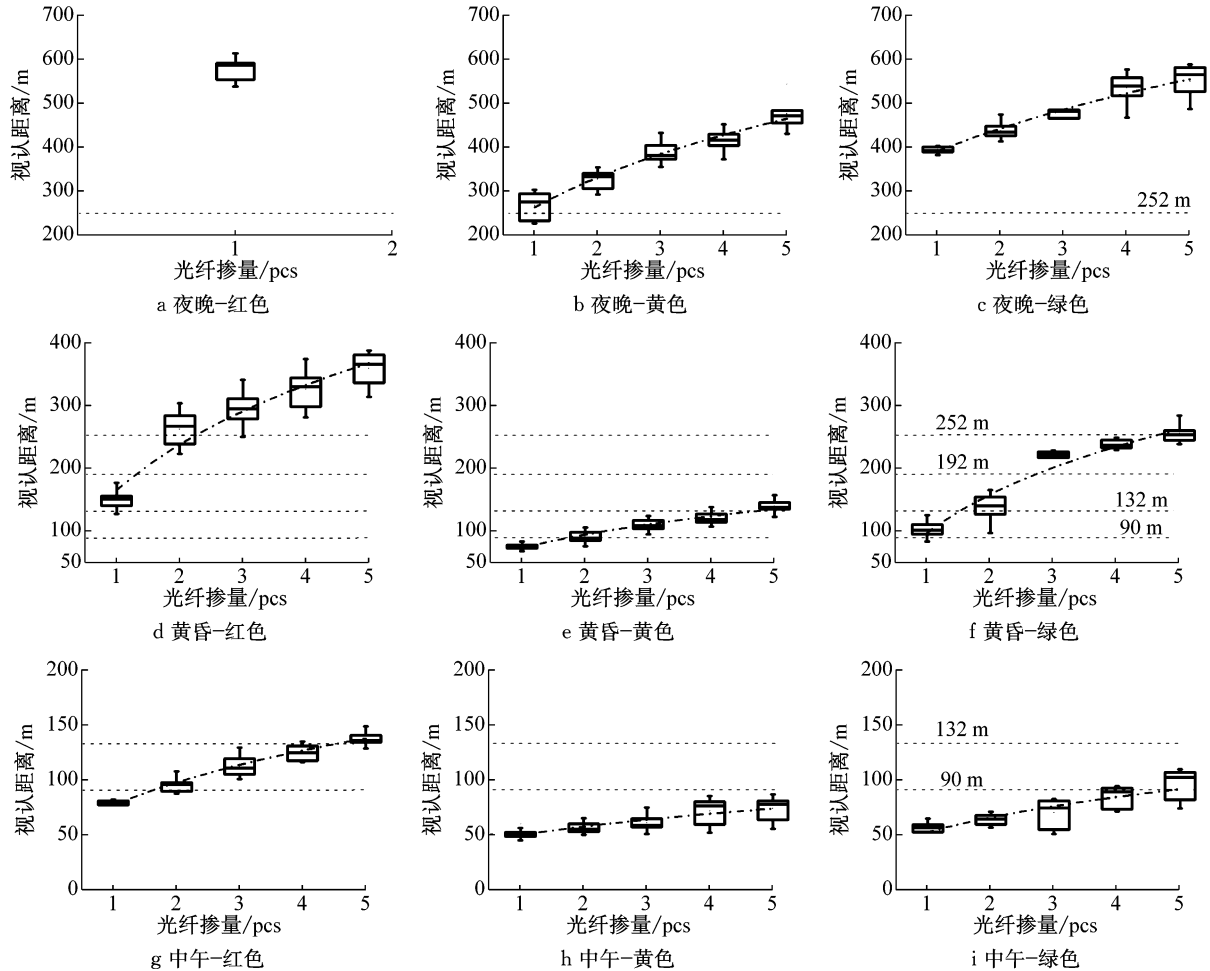 700
600
500
400
300
200
视认距离/m
1
2
光纤掺量/pcs
a 夜晚-红色
700
600
500
400
300
200
视认距离/m
1 2 3 4 5
光纤掺量/pcs
b 夜晚-黄色
700
600
500
400
300
200
视认距离/m
252 m
1 2 3 4 5
光纤掺量/pcs
c 夜晚-绿色
400
300
200
100
50
视认距离/m
1 2 3 4 5
光纤掺量/pcs
d 黄昏-红色
400
300
200
100
50
视认距离/m
1 2 3 4 5
光纤掺量/pcs
e 黄昏-黄色
400
300
200
100
50
视认距离/m
252 m
192 m
132 m
90 m
1 2 3 4 5
光纤掺量/pcs
f 黄昏-绿色
200
150
100
50
0
视认距离/m
1 2 3 4 5
光纤掺量/pcs
g 中午-红色
200
150
100
50
0
视认距离/m
1 2 3 4 5
光纤掺量/pcs
h 中午-黄色
200
150
100
50
0
视认距离/m
132 m
90 m
1 2 3 4 5
光纤掺量/pcs
i 中午-绿色